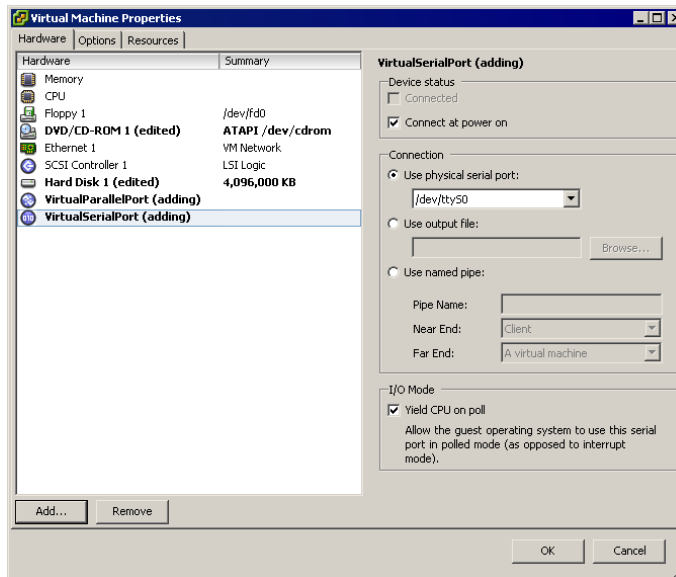 Virtual Machine Properties
Hardware Options Resources
Hardware Summary
Memory
CPU
Floppy 1 /dev/fd0
DVD/CD-ROM 1 (edited) ATAPI /dev/cdrom
Ethernet 1 VM Network
SCSI Controller 1 LSI Logic
Hard Disk 1 (edited) 4,096,000 KB
VirtualParallelPort (adding)
VirtualSerialPort (adding)
Add... Remove
VirtualSerialPort (adding)
Device status
Connected
Connect at power on
Connection
Use physical serial port:
/dev/ttyS0
Use output file:
Browse...
Use named pipe:
Pipe Name:
Near End: Client
Far End: A virtual machine
I/O Mode
Yield CPU on poll
Allow the guest operating system to use this serial
port in polled mode (as opposed to interrupt
mode).
OK Cancel